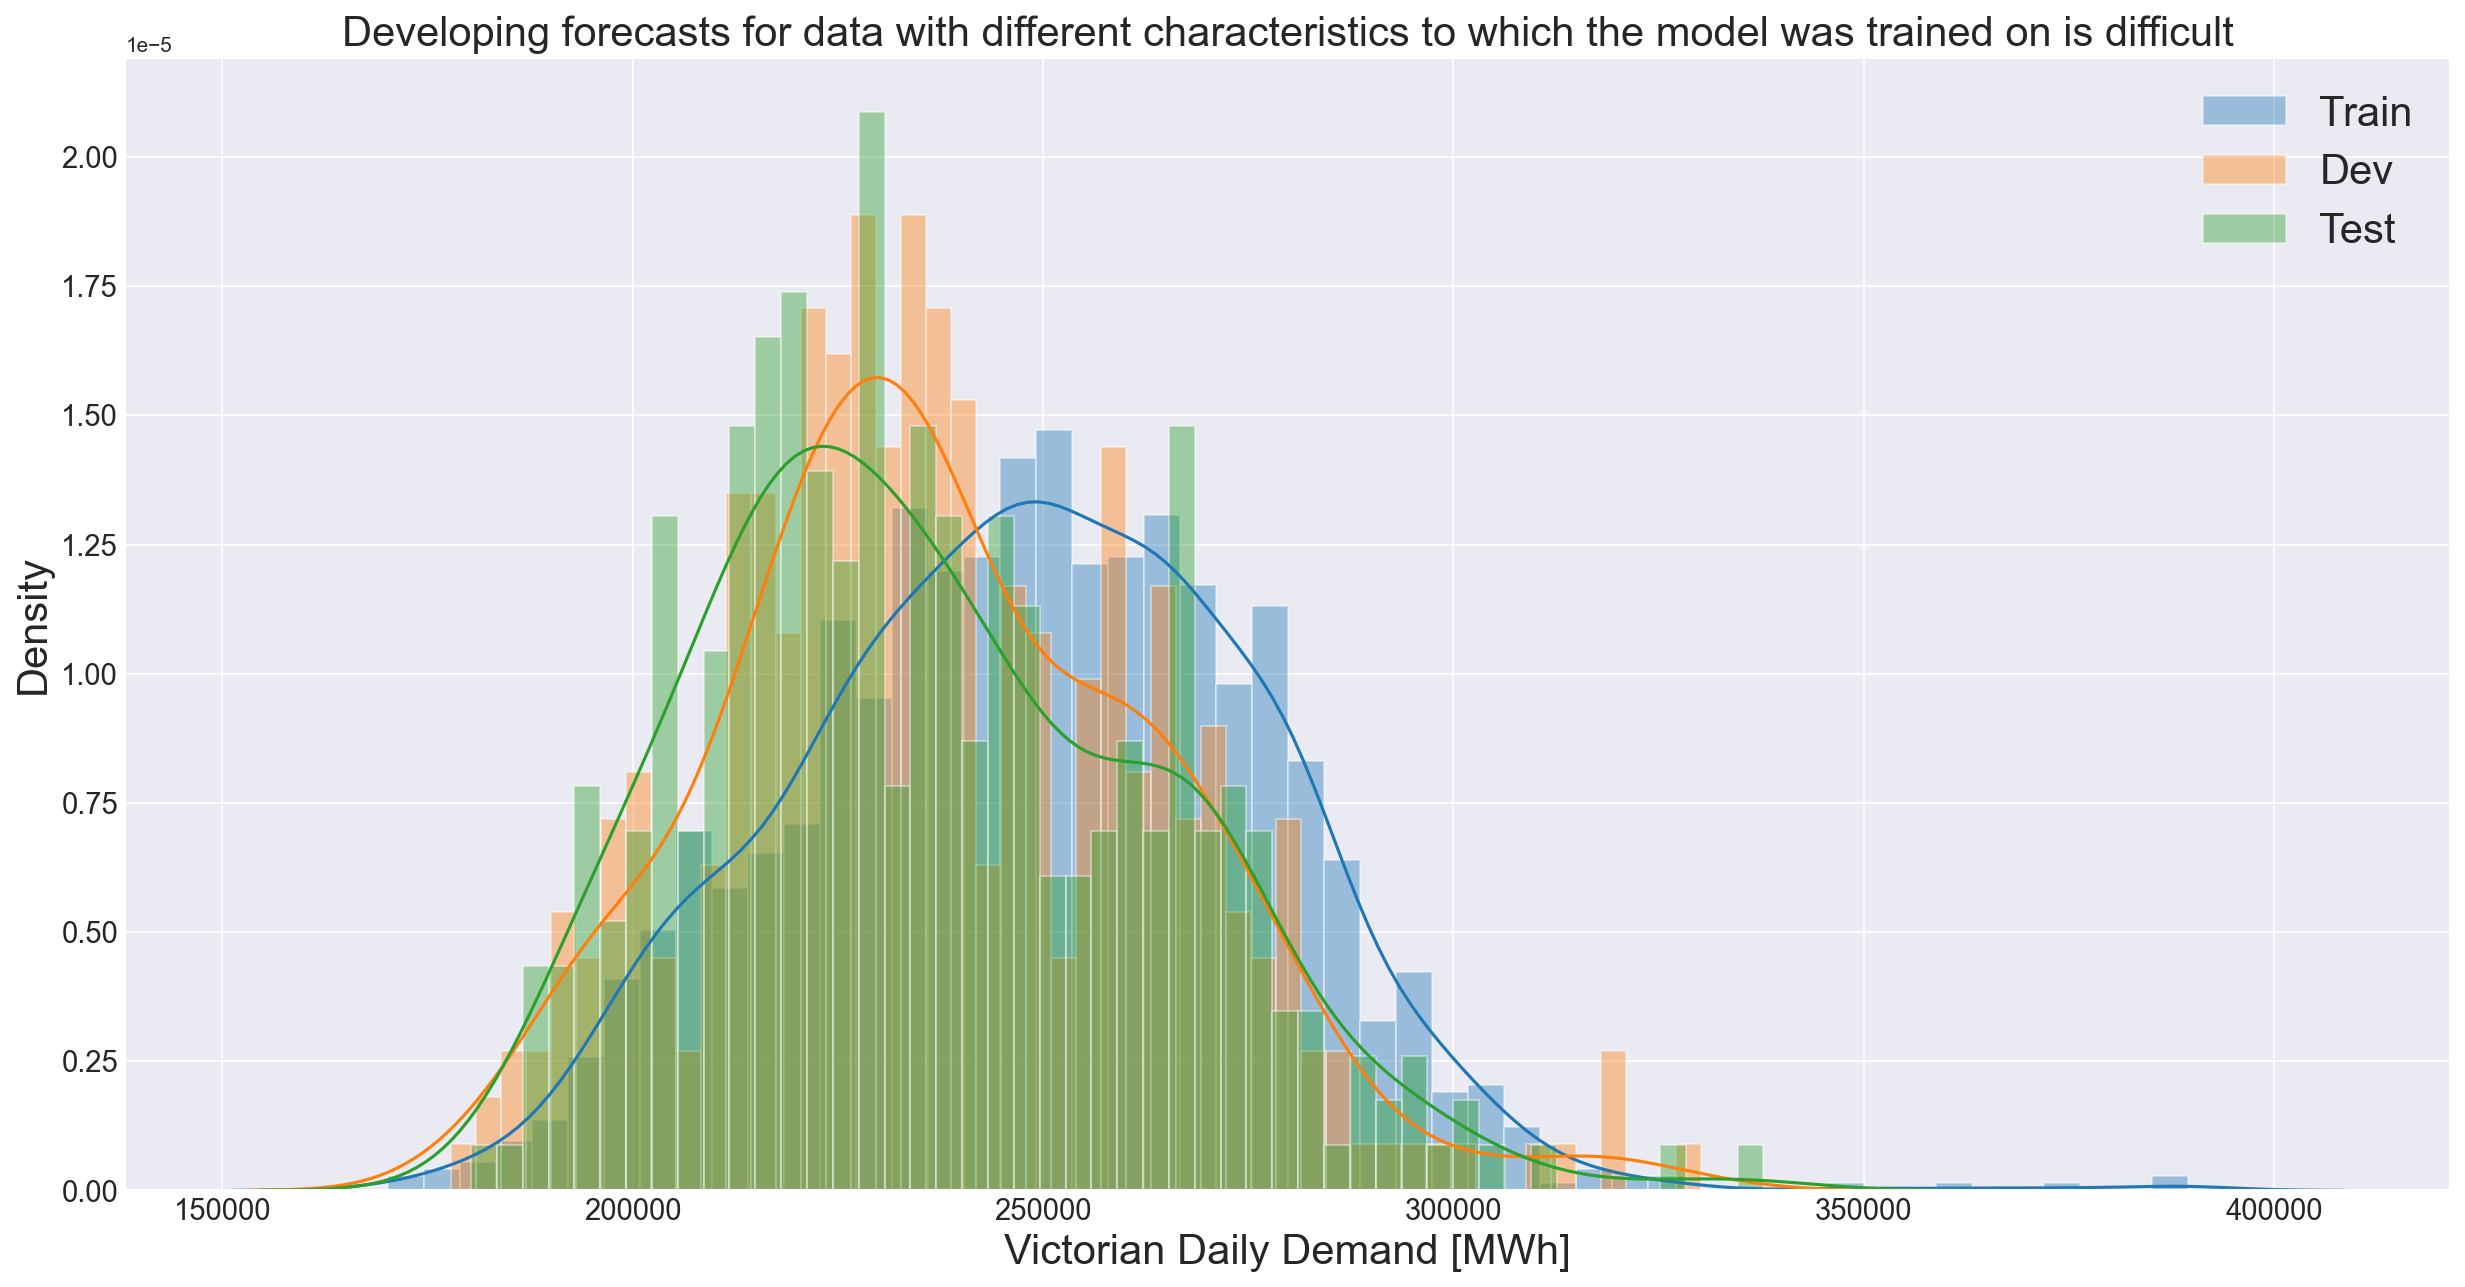 Developing forecasts for data with different characteristics to which the model was trained on is difficult
1e−5
Train
Dev
Test
2.00
1.75
1.50
1.25
1.00
0.75
0.50
0.25
0.00
Density
150000 200000 250000 300000 350000 400000
Victorian Daily Demand [MWh]